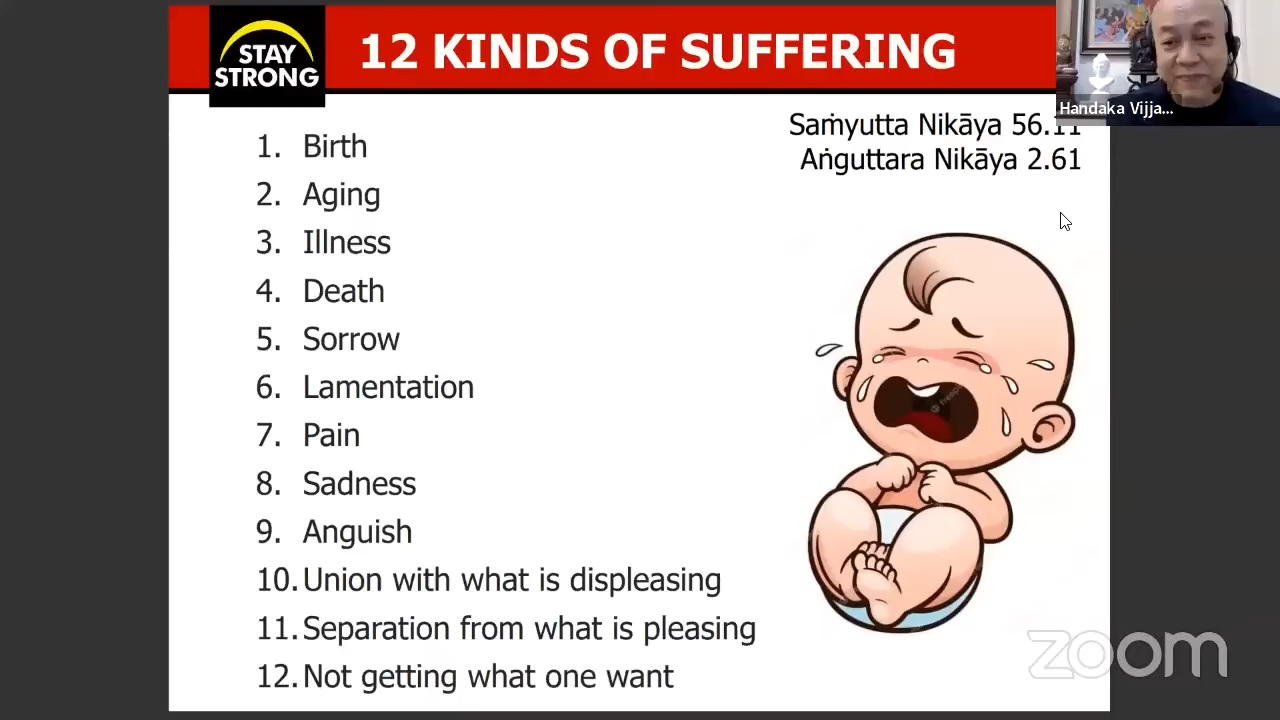 STAY
STRONG
12 KINDS OF SUFFERING
Handaka Vijja...
Saṁyutta Nikāya 56.11
Aṅguttara Nikāya 2.61
1. Birth
2. Aging
3. Illness
4. Death
5. Sorrow
6. Lamentation
7. Pain
8. Sadness
9. Anguish
10. Union with what is displeasing
11. Separation from what is pleasing
12. Not getting what one want
zoom